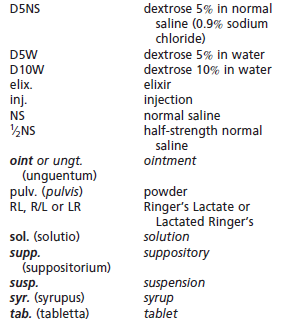 D5NS dextrose 5% in normal
saline (0.9% sodium
chloride)
D5W dextrose 5% in water
D10W dextrose 10% in water
elix. elixir
inj. injection
NS normal saline
½NS half-strength normal
saline
oint or ungt. ointment
(unguentum)
pulv. (pulvis) powder
RL, R/L or LR Ringer's Lactate or
Lactated Ringer's
sol. (solutio) solution
supp. suppository
(suppositorium)
susp. suspension
syr. (syrupus) syrup
tab. (tabletta) tablet